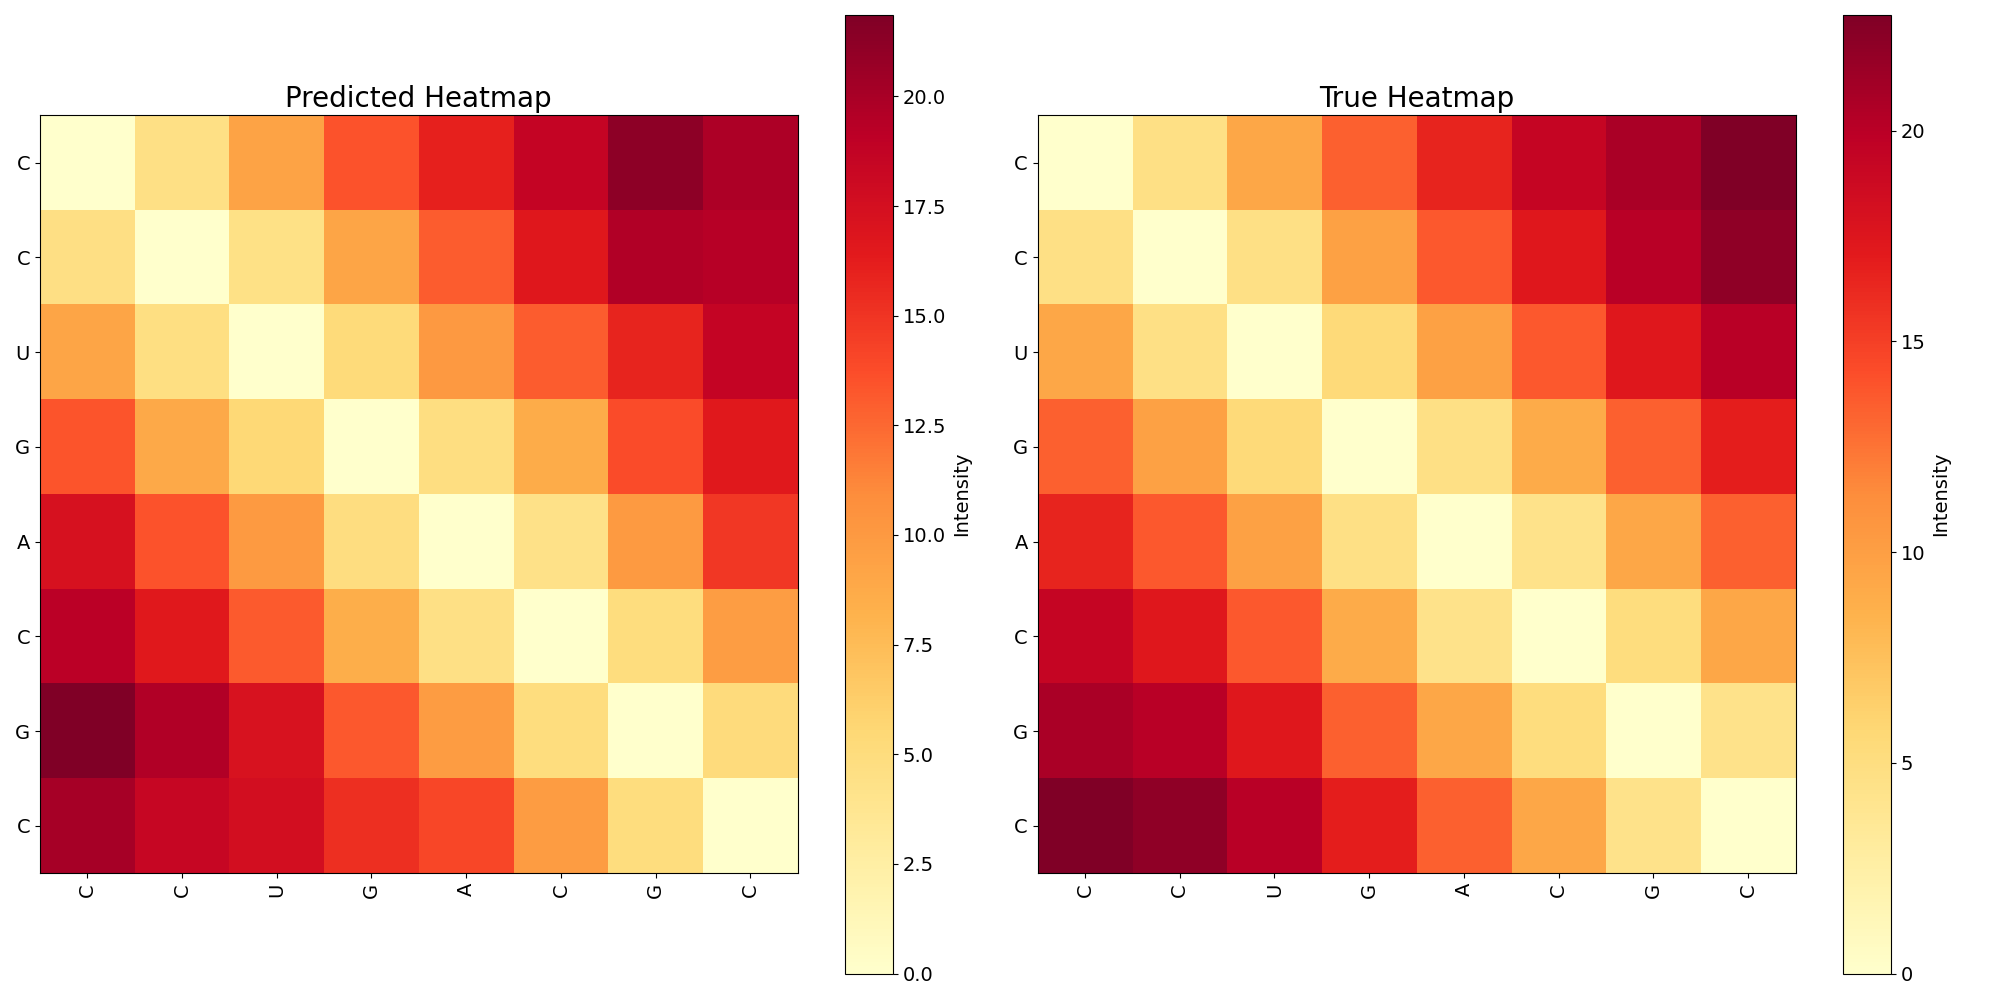 Predicted Heatmap
C
C
U
G
A
C
G
C
C C U G A C G C
20.0
17.5
15.0
12.5
10.0
7.5
5.0
2.5
0.0
Intensity
True Heatmap
C
C
U
G
A
C
G
C
C C U G A C G C
20
15
10
5
0
Intensity